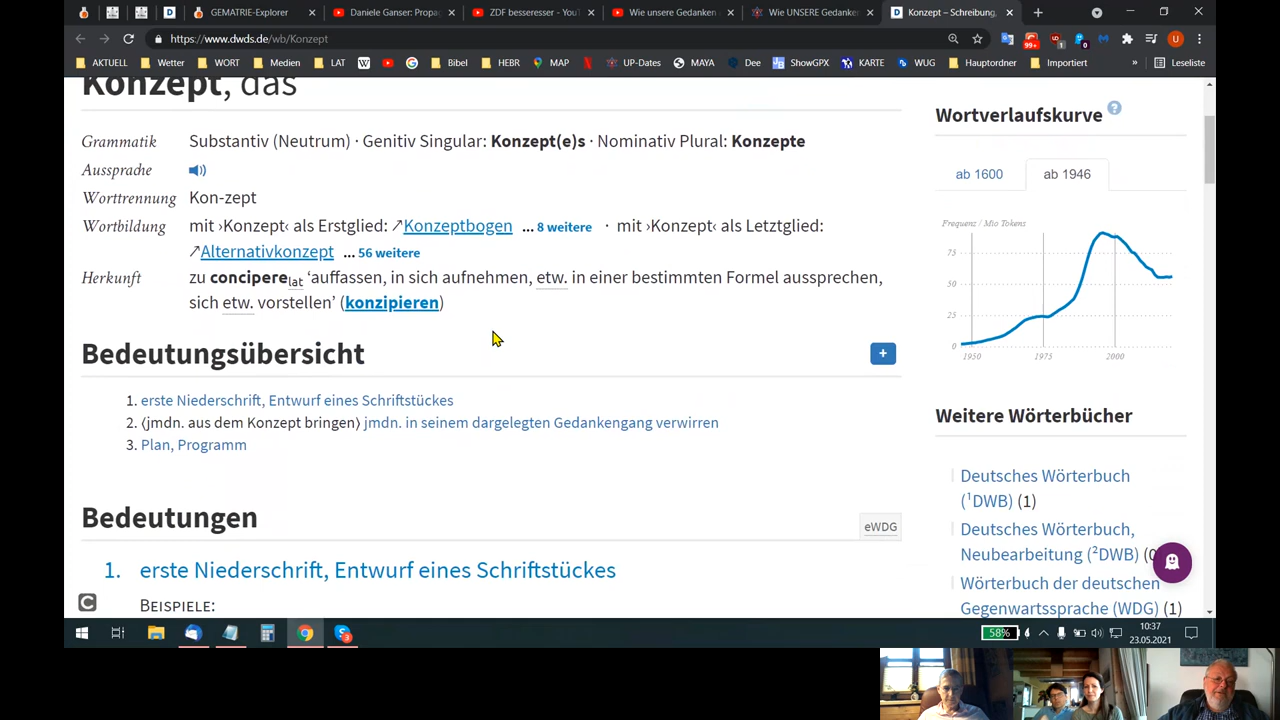 GEMATRIE-Explorer
Daniele Ganser: Propa
ZDF besseresser - YouT
Wie unsere Gedanken
Wie UNSERE Gedanken
Konzept – Schreibung,
https://www.dwds.de/wb/Konzept
AKTUELL
Wetter
WORT
Medien
LAT
Bibel
HEBR
MAP
UP-Dates
MAYA
Dee
ShowGPX
KARTE
WUG
Hauptordner
Importiert
»
Leseliste
Konzept, das
Grammatik Substantiv (Neutrum) · Genitiv Singular: Konzept(e)s · Nominativ Plural: Konzepte
Aussprache
Worttrennung Kon-zept
Wortbildung mit ›Konzept‹ als Erstglied: ↗Konzeptbogen ... 8 weitere · mit ›Konzept‹ als Letztglied:
↗Alternativkonzept ... 56 weitere
Herkunft zu concipere lat ‘auffassen, in sich aufnehmen, etw. in einer bestimmten Formel aussprechen,
sich etw. vorstellen’ (konzipieren)
Bedeutungsübersicht +
1. erste Niederschrift, Entwurf eines Schriftstückes
2. ⟨jmdn. aus dem Konzept bringen⟩ jmdn. in seinem dargelegten Gedankengang verwirren
3. Plan, Programm
Bedeutungen eWDG
1. erste Niederschrift, Entwurf eines Schriftstückes
BEISPIELE:
Wortverlaufskurve ?
ab 1600 ab 1946
Frequenz / Mio Tokens
75
50
25
0
1950 1975 2000
Weitere Wörterbücher
Deutsches Wörterbuch
(¹DWB) (1)
Deutsches Wörterbuch,
Neubearbeitung (²DWB) (0
Wörterbuch der deutschen
Gegenwartssprache (WDG) (1)
58%
10:37
23.05.2021